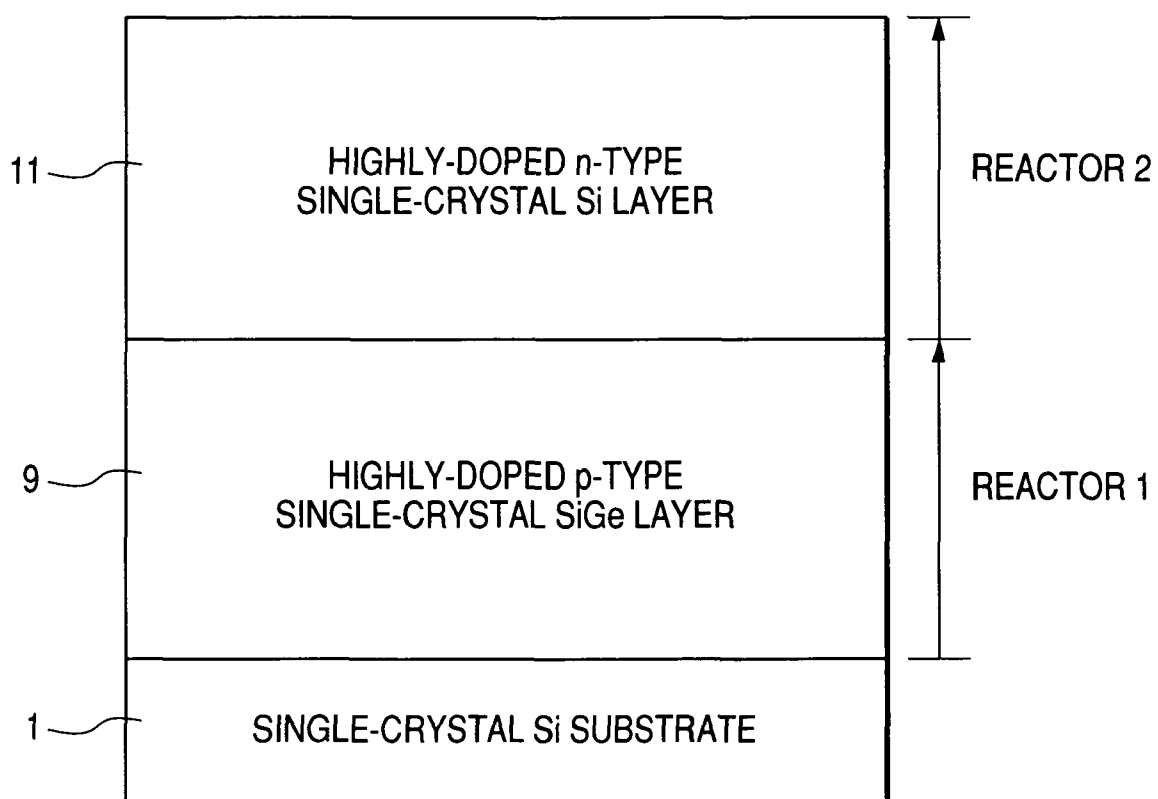 11
HIGHLY-DOPED n-TYPE
SINGLE-CRYSTAL Si LAYER
REACTOR 2
9
HIGHLY-DOPED p-TYPE
SINGLE-CRYSTAL SiGe LAYER
REACTOR 1
1
SINGLE-CRYSTAL Si SUBSTRATE